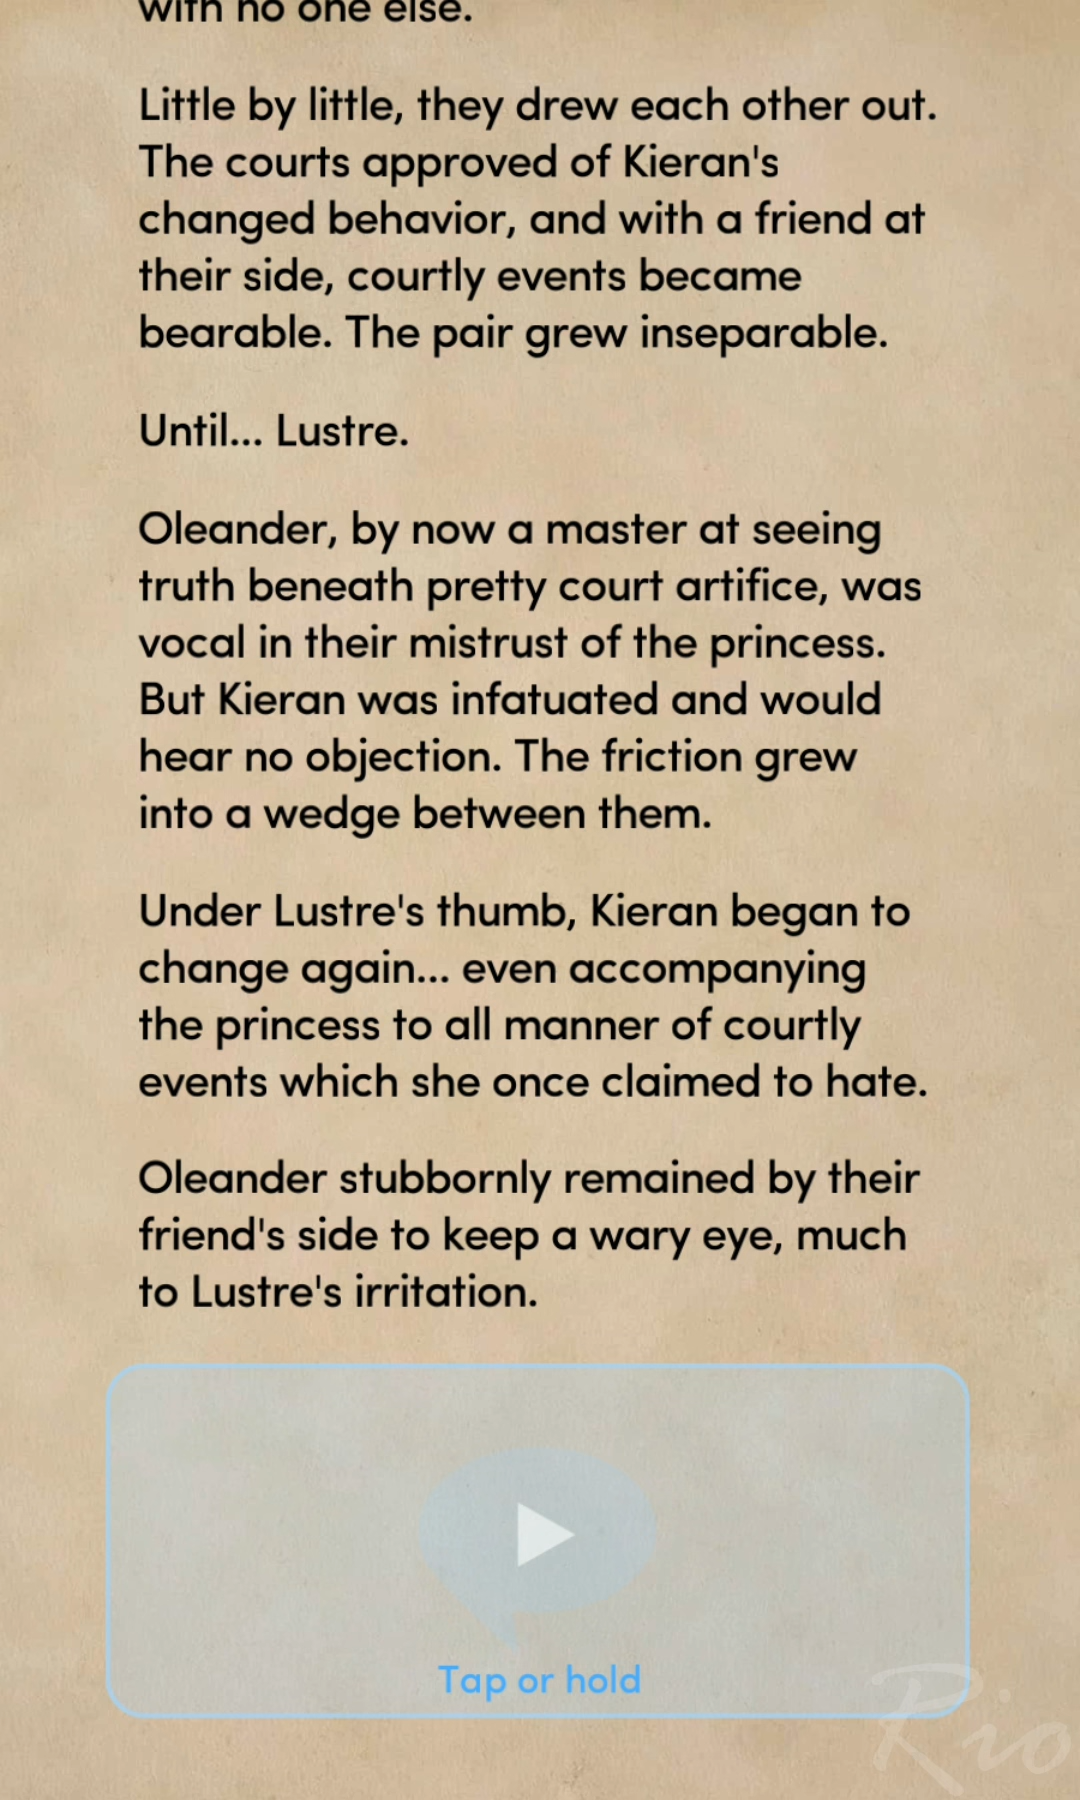 with no one else.
Little by little, they drew each other out.
The courts approved of Kieran's
changed behavior, and with a friend at
their side, courtly events became
bearable. The pair grew inseparable.
Until... Lustre.
Oleander, by now a master at seeing
truth beneath pretty court artifice, was
vocal in their mistrust of the princess.
But Kieran was infatuated and would
hear no objection. The friction grew
into a wedge between them.
Under Lustre's thumb, Kieran began to
change again... even accompanying
the princess to all manner of courtly
events which she once claimed to hate.
Oleander stubbornly remained by their
friend's side to keep a wary eye, much
to Lustre's irritation.
Tap or hold
Rio